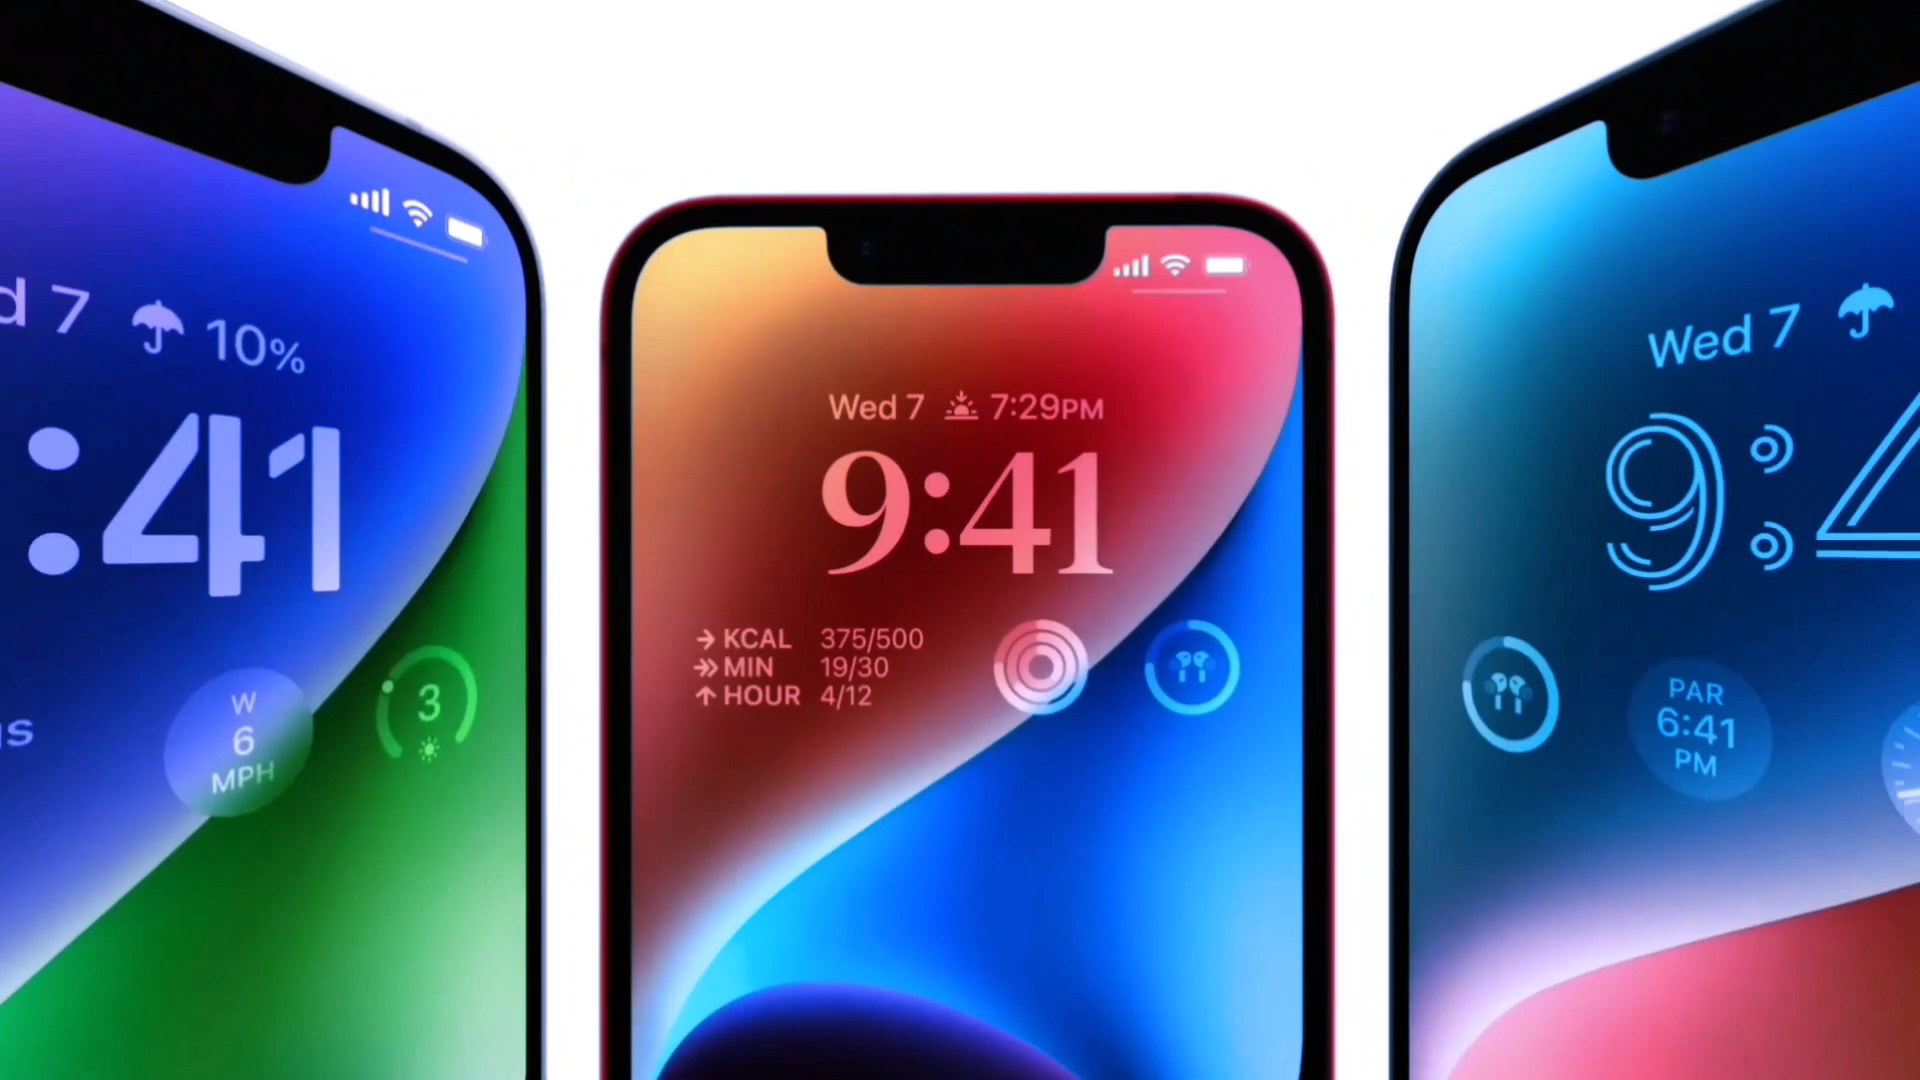 7
10%
:41
W
6
MPH
3
Wed 7 7:29PM
9:41
KCAL 375/500
MIN 19/30
HOUR 4/12
Wed 7
9:4
PAR
6:41
PM